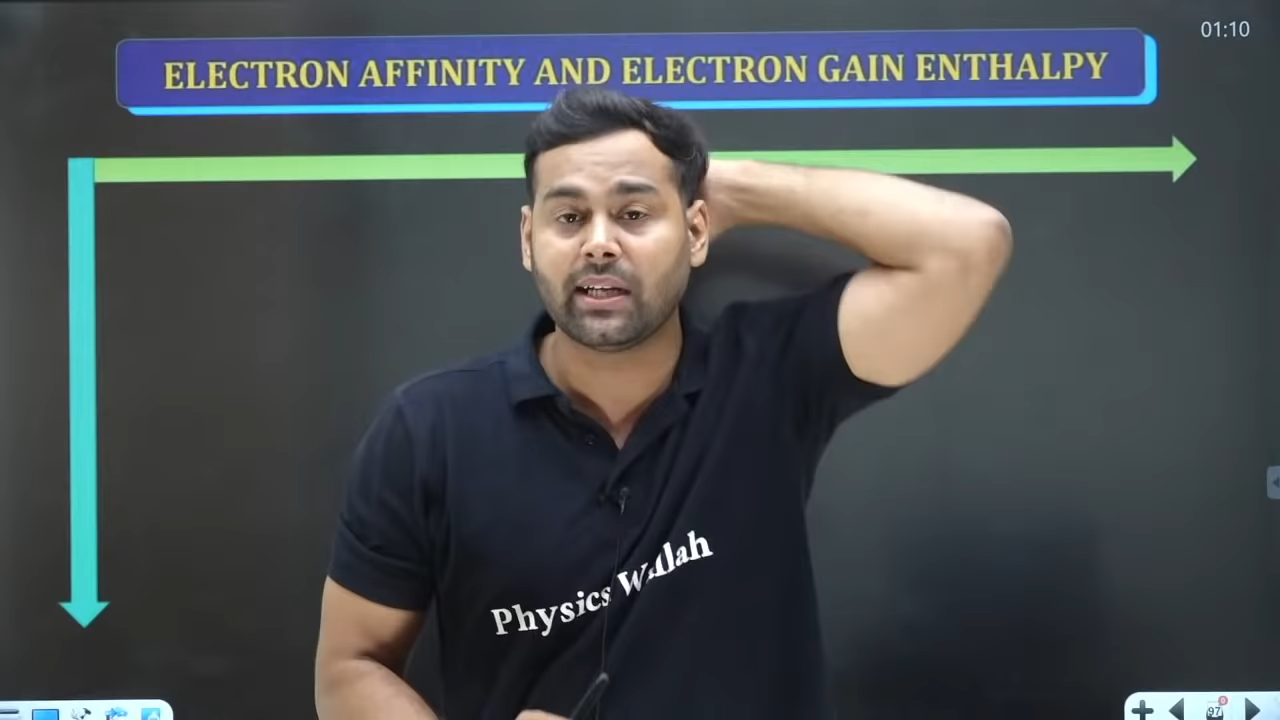 01:10
ELECTRON AFFINITY AND ELECTRON GAIN ENTHALPY
Physics Wallah
97